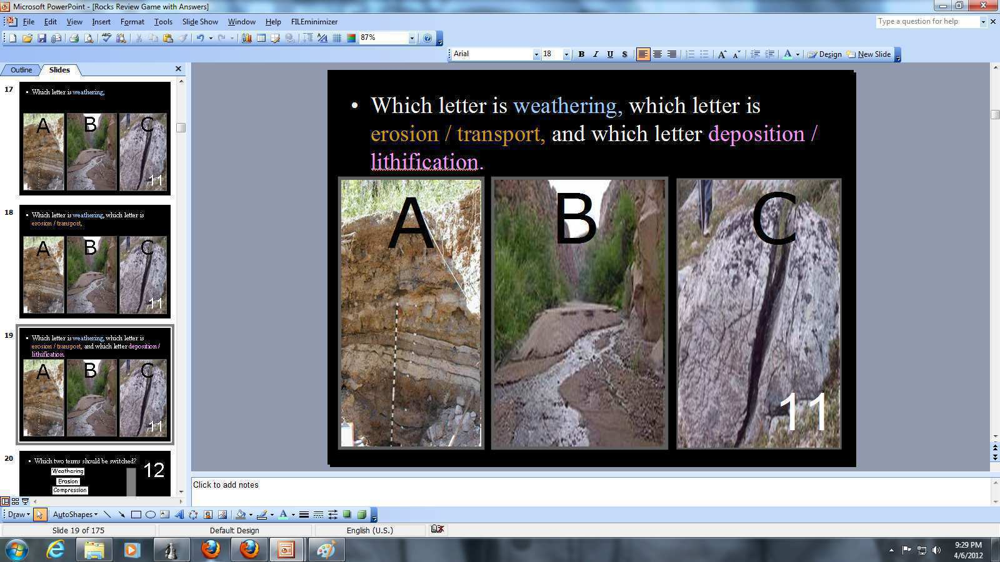 Microsoft PowerPoint - [Rocks Review Game with Answers]
File Edit View Insert Format Tools Slide Show Window Help FILEminimizer
Type a question for help
87%
Arial 18 B I U S Design New Slide
Outline Slides
17
• Which letter is weathering,
A B C
11
18
• Which letter is weathering, which letter is
erosion / transport,
A B C
11
19
• Which letter is weathering, which letter is
erosion / transport, and which letter deposition /
lithification.
A B C
11
20
• Which two terms should be switched?
12
Weathering
Erosion
Compression
• Which letter is weathering, which letter is
erosion / transport, and which letter deposition /
lithification.
A B C
11
Click to add notes
Draw AutoShapes
Slide 19 of 175 Default Design English (U.S.)
9:29 PM
4/6/2012